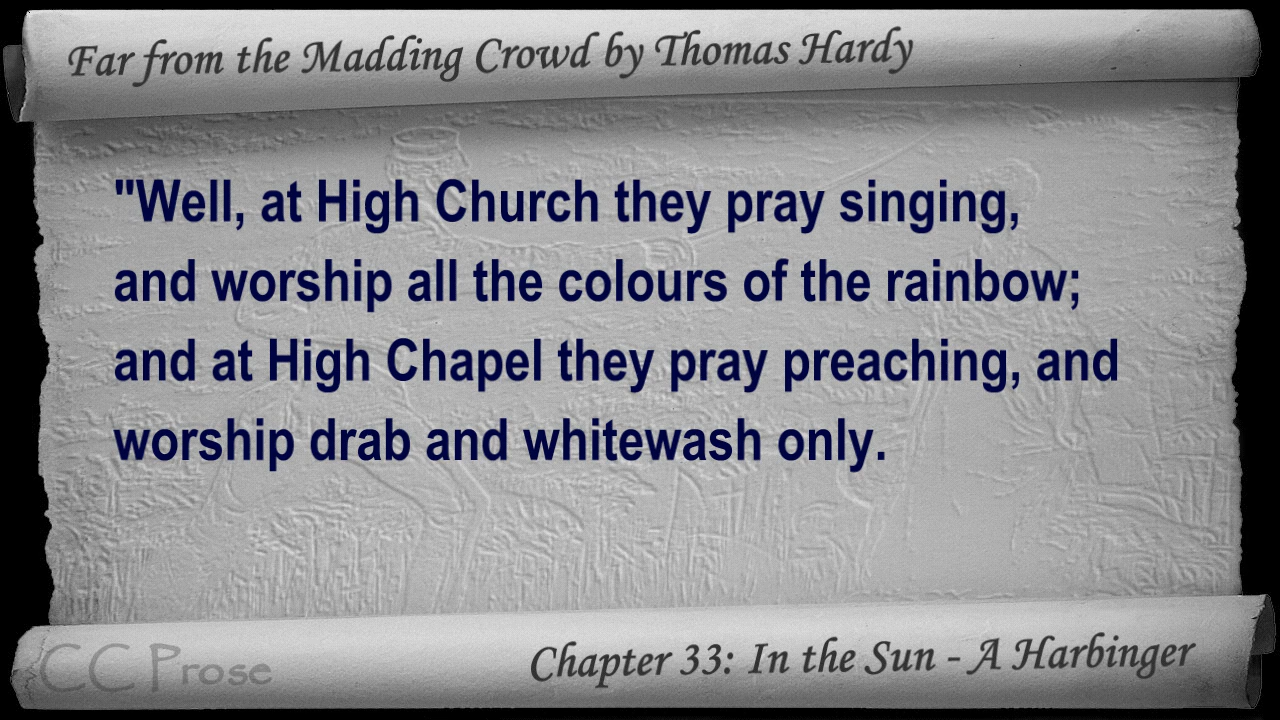 Far from the Madding Crowd by Thomas Hardy
"Well, at High Church they pray singing,
and worship all the colours of the rainbow;
and at High Chapel they pray preaching, and
worship drab and whitewash only.
CC Prose
Chapter 33: In the Sun - A Harbinger